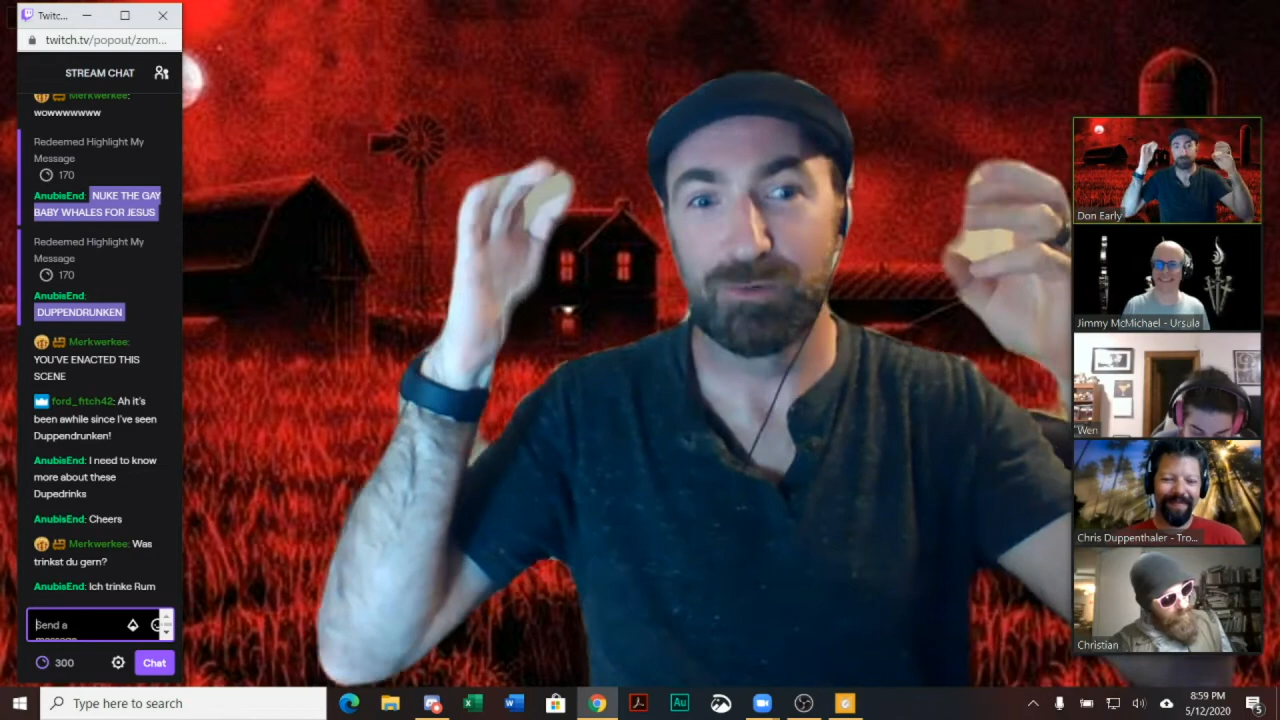 Twitc...
twitch.tv/popout/zom...
STREAM CHAT
Merkwerkee:
wowwwwwww
Redeemed Highlight My
Message
170
AnubisEnd: NUKE THE GAY
BABY WHALES FOR JESUS
Redeemed Highlight My
Message
170
AnubisEnd:
DUPPENDRUNKEN
Merkwerkee:
YOU'VE ENACTED THIS
SCENE
ford_fitch42: Ah it's
been awhile since I've seen
Duppendrunken!
AnubisEnd: I need to know
more about these
Dupedrinks
AnubisEnd: Cheers
Merkwerkee: Was
trinkst du gern?
AnubisEnd: Ich trinke Rum
Send a
message
300
Chat
Don Early
Jimmy McMichael - Ursula
Wen
Chris Duppenthaler - Tro...
Christian
Type here to search
Au
8:59 PM
5/12/2020
5